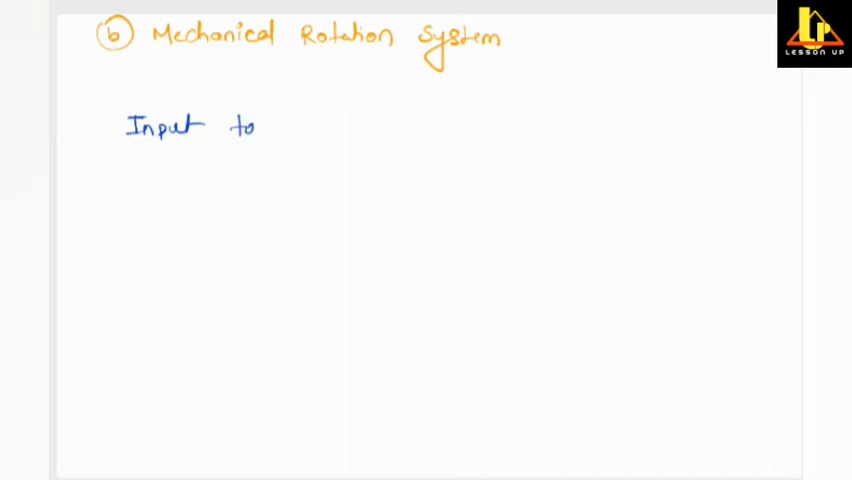 ⓑ Mechanical Rotation System
LESSON UP
Input to